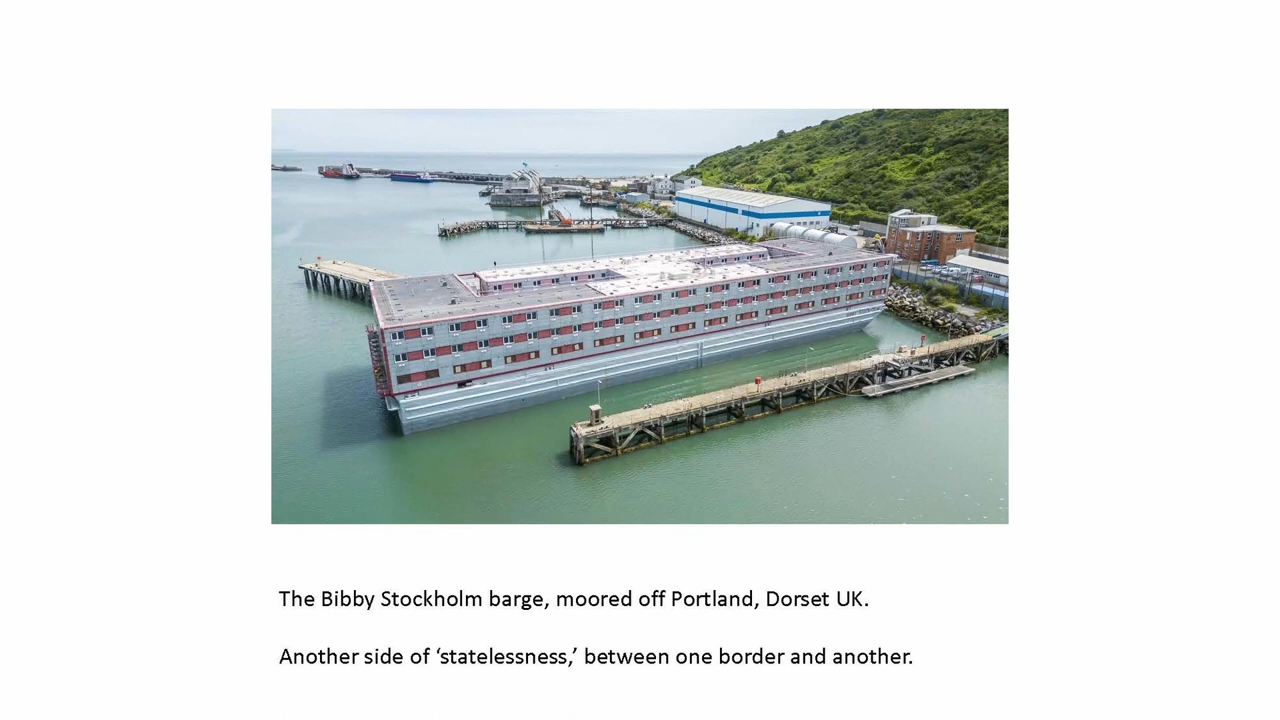 The Bibby Stockholm barge, moored off Portland, Dorset UK.
Another side of ‘statelessness,’ between one border and another.